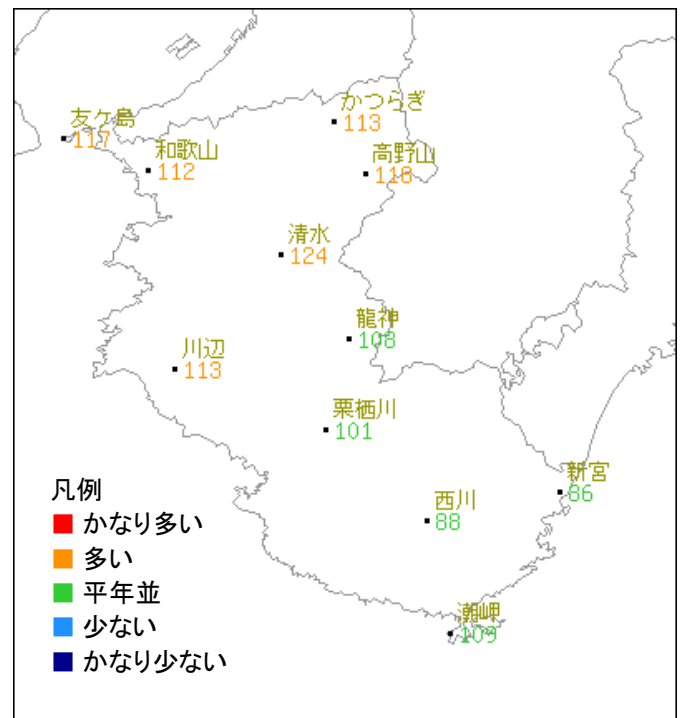 友ケ島
117
和歌山
112
かつらぎ
113
高野山
118
清水
124
龍神
108
川辺
113
栗栖川
101
新宮
86
西川
88
潮岬
109
凡例
かなり多い
多い
平年並
少ない
かなり少ない